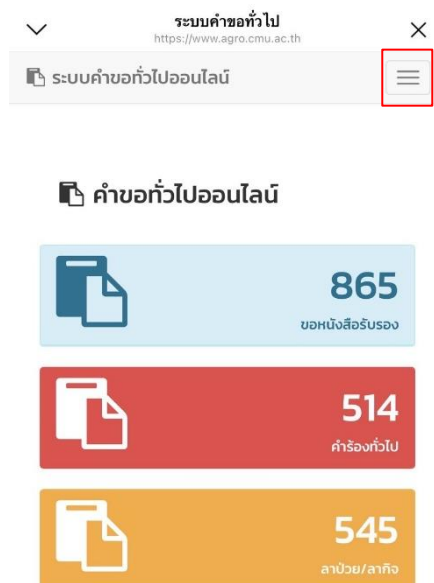 ระบบคำขอทั่วไป
https://www.agro.cmu.ac.th
ระบบคำขอทั่วไปออนไลน์
คำขอทั่วไปออนไลน์
865
ขอหนังสือรับรอง
514
คำร้องทั่วไป
545
ลาป่วย/ลากิจ